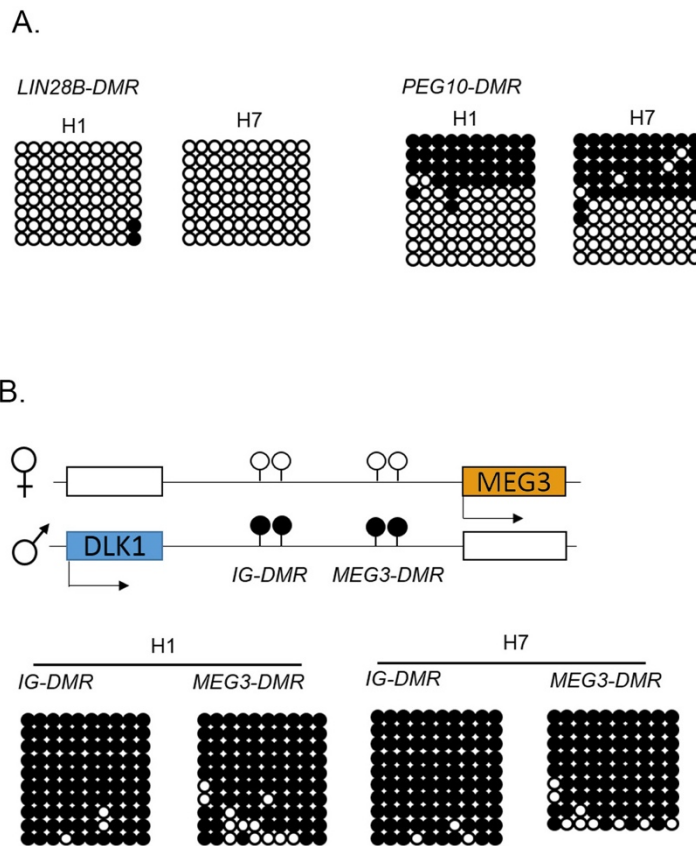 A.
LIN28B-DMR
PEG10-DMR
H1
H7
H1
H7
B.
MEG3
DLK1
IG-DMR
MEG3-DMR
H1
H7
IG-DMR
MEG3-DMR
IG-DMR
MEG3-DMR